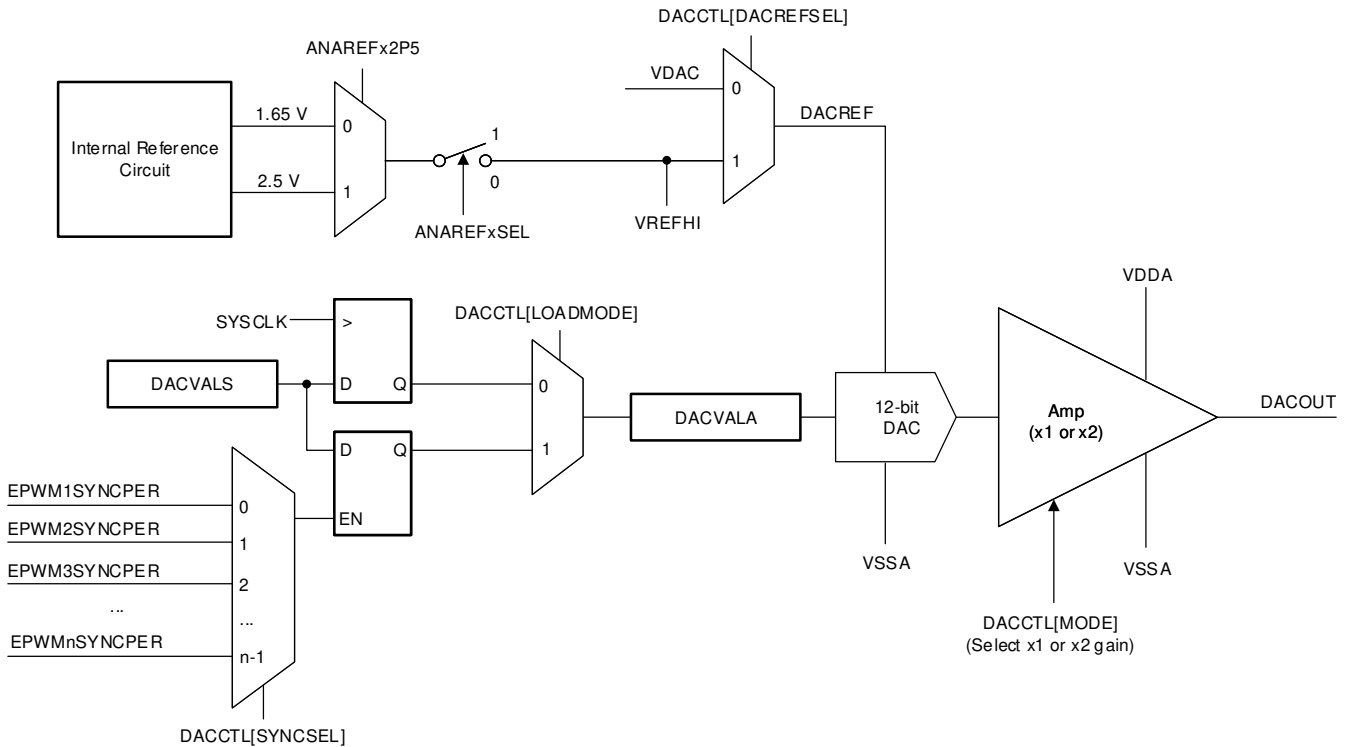 DACCTL[DACREFSEL]
ANAREFx2P5
VDAC
0
DACREF
Internal Reference
Circuit
1.65 V
0
2.5 V
1
1
0
ANAREFxSEL
VREFHI
1
SYSCLK
>
DACVALS
D
Q
D
Q
EN
DACCTL[LOADMODE]
0
1
DACVALA
12-bit
DAC
VSSA
VDDA
Amp
(x1 or x2)
DACOUT
VSSA
DACCTL[MODE]
(Select x1 or x2 gain)
EPWM1SYNCPER
0
EPWM2SYNCPER
1
EPWM3SYNCPER
2
...
...
EPWMnSYNCPER
n-1
DACCTL[SYNCSEL]